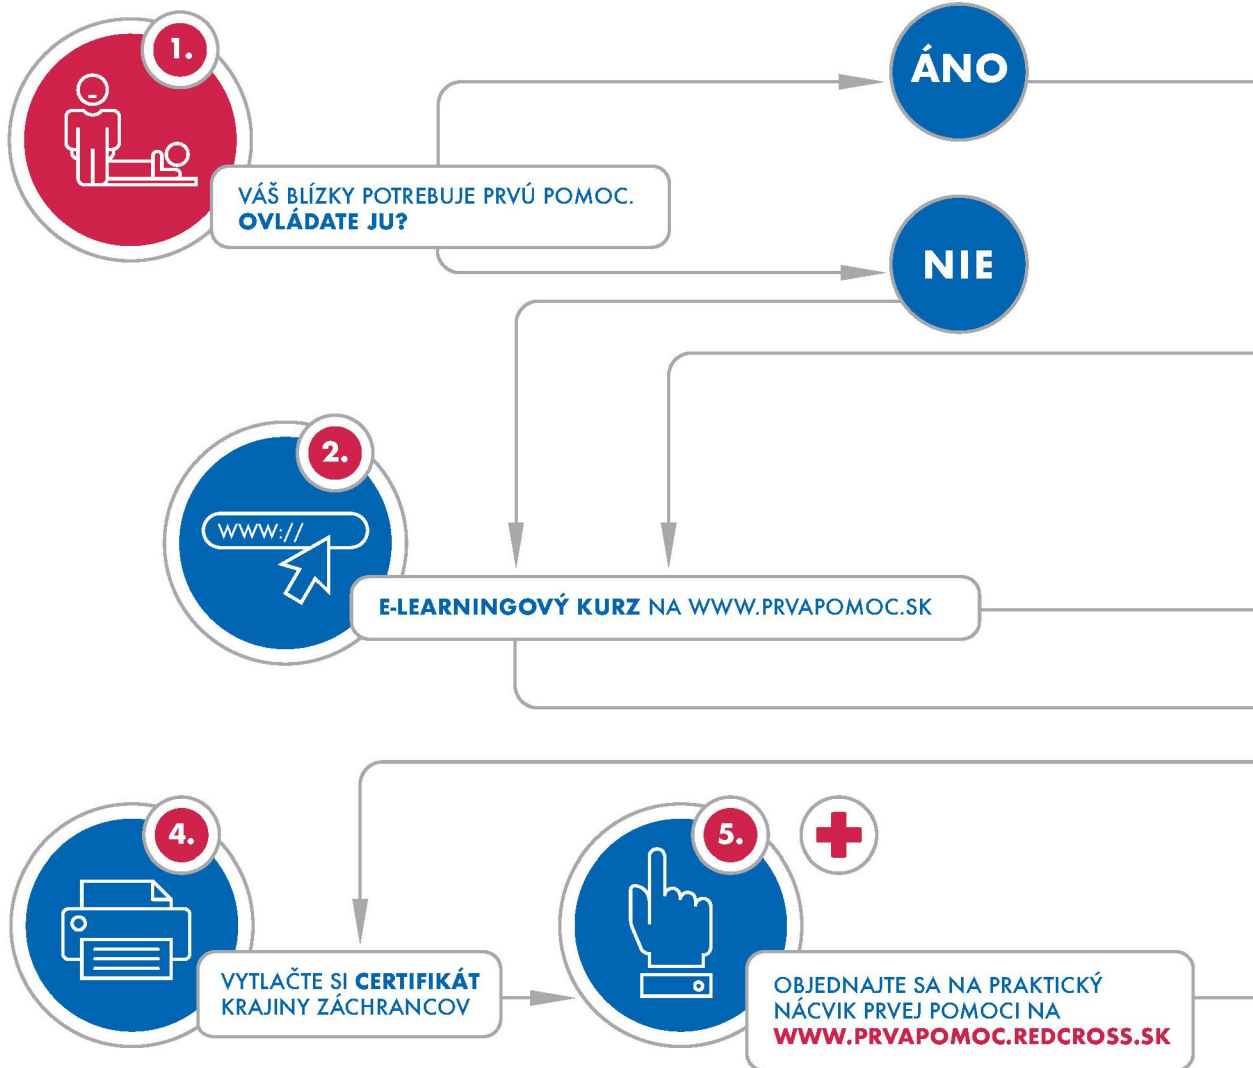 1.
ÁNO
VÁŠ BLÍZKY POTREBUJE PRVÚ POMOC.
OVLÁDATE JU?
NIE
2.
WWW://
E-LEARNINGOVÝ KURZ NA WWW.PRVAPOMOC.SK
4.
VYTLAČTE SI CERTIFIKÁT
KRAJINY ZÁCHRANCOV
5.
OBJEDNAJTE SA NA PRAKTICKÝ
NÁCVIK PRVEJ POMOCI NA
WWW.PRVAPOMOC.REDCROSS.SK